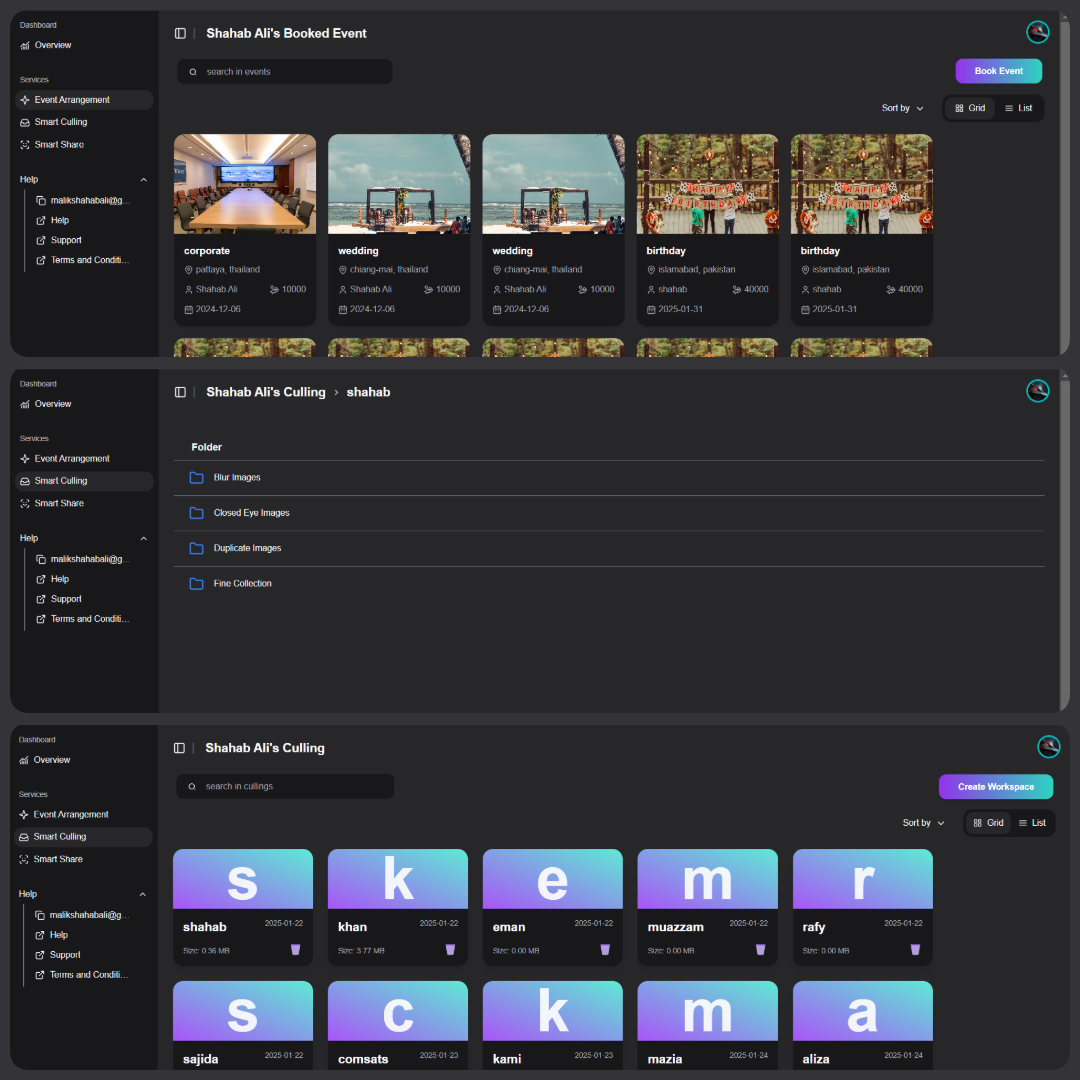 Dashboard
Overview
Services
Event Arrangement
Smart Culling
Smart Share
Help
malikshahabali@g...
Help
Support
Terms and Conditi...
Shahab Ali's Booked Event
search in events
Book Event
Sort by
Grid
List
corporate
pattaya, thailand
Shahab Ali 10000
2024-12-06
wedding
chiang-mai, thailand
Shahab Ali 10000
2024-12-06
wedding
chiang-mai, thailand
Shahab Ali 10000
2024-12-06
HAPPY
BIRTHDAY
birthday
islamabad, pakistan
shahab 40000
2025-01-31
HAPPY
BIRTHDAY
birthday
islamabad, pakistan
shahab 40000
2025-01-31
Dashboard
Overview
Services
Event Arrangement
Smart Culling
Smart Share
Help
malikshahabali@g...
Help
Support
Terms and Conditi...
Shahab Ali's Culling > shahab
Folder
Blur Images
Closed Eye Images
Duplicate Images
Fine Collection
Dashboard
Overview
Services
Event Arrangement
Smart Culling
Smart Share
Help
malikshahabali@g...
Help
Support
Terms and Conditi...
Shahab Ali's Culling
search in cullings
Create Workspace
Sort by
Grid
List
s
shahab 2025-01-22
Size: 0.36 MB
k
khan 2025-01-22
Size: 3.77 MB
e
eman 2025-01-22
Size: 0.00 MB
m
muazzam 2025-01-22
Size: 0.00 MB
r
rafy 2025-01-22
Size: 0.00 MB
s
sajida 2025-01-22
c
comsats 2025-01-23
k
kami 2025-01-23
m
mazia 2025-01-24
a
aliza 2025-01-24